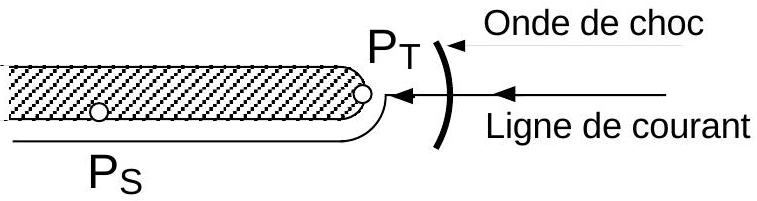 Onde de choc
P_T
Ligne de courant
P_S